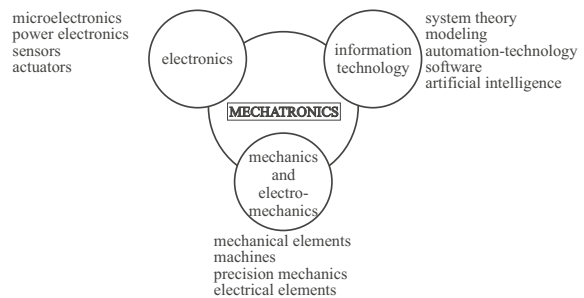 microelectronics
power electronics
sensors
actuators
electronics
information
technology
system theory
modeling
automation-technology
software
artificial intelligence
MECHATRONICS
mechanics
and
electro-
mechanics
mechanical elements
machines
precision mechanics
electrical elements